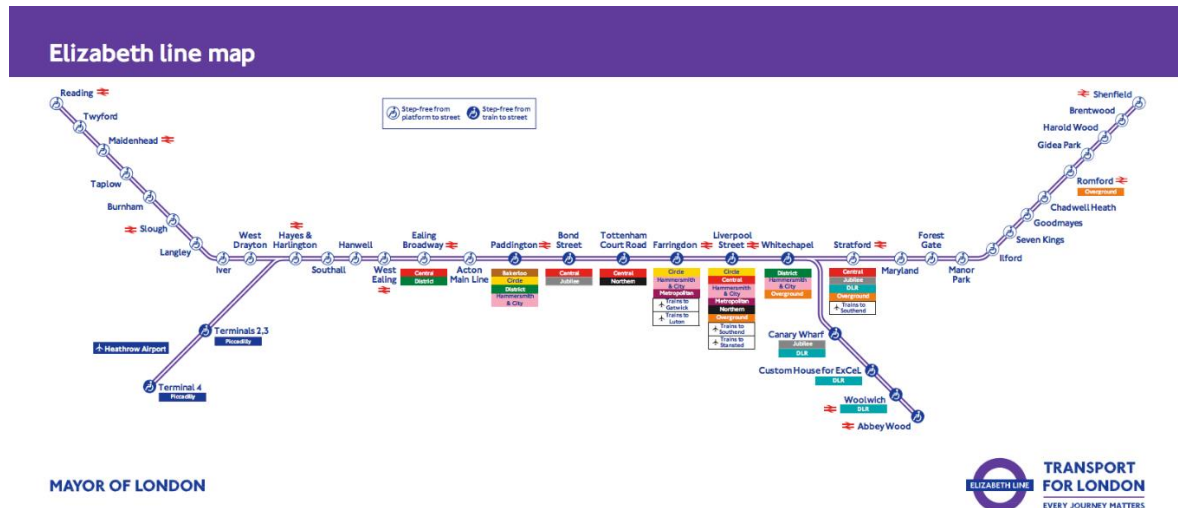 Elizabeth line map
Reading
Twyford
Maidenhead
Taplow
Burnham
Slough
Langley
Iver
West
Drayton
Hayes &
Harlington
Southall
Hanwell
West
Ealing
Ealing
Broadway
Central
District
Acton
Main Line
Paddington
Bakerloo
Circle
District
Hammersmith
& City
Bond
Street
Central
Jubilee
Tottenham
Court Road
Central
Northern
Farringdon
Circle
Hammersmith
& City
Metropolitan
Trains to
Gatwick
Trains to
Luton
Liverpool
Street
Circle
Central
Hammersmith
& City
Metropolitan
Northern
Overground
Trains to
Southend
Trains to
Stansted
Whitechapel
District
Hammersmith
& City
Overground
Stratford
Central
Jubilee
DLR
Overground
Trains to
Southend
Maryland
Forest
Gate
Manor
Park
Ilford
Seven Kings
Goodmayes
Chadwell Heath
Romford
Overground
Gidea Park
Harold Wood
Brentwood
Shenfield
Step-free from
platform to street
Step-free from
train to street
Terminals 2,3
Piccadilly
Heathrow Airport
Terminal 4
Piccadilly
Canary Wharf
Jubilee
DLR
Custom House for ExCeL
DLR
Woolwich
DLR
Abbey Wood
MAYOR OF LONDON
ELIZABETH LINE
TRANSPORT
FOR LONDON
EVERY JOURNEY MATTERS